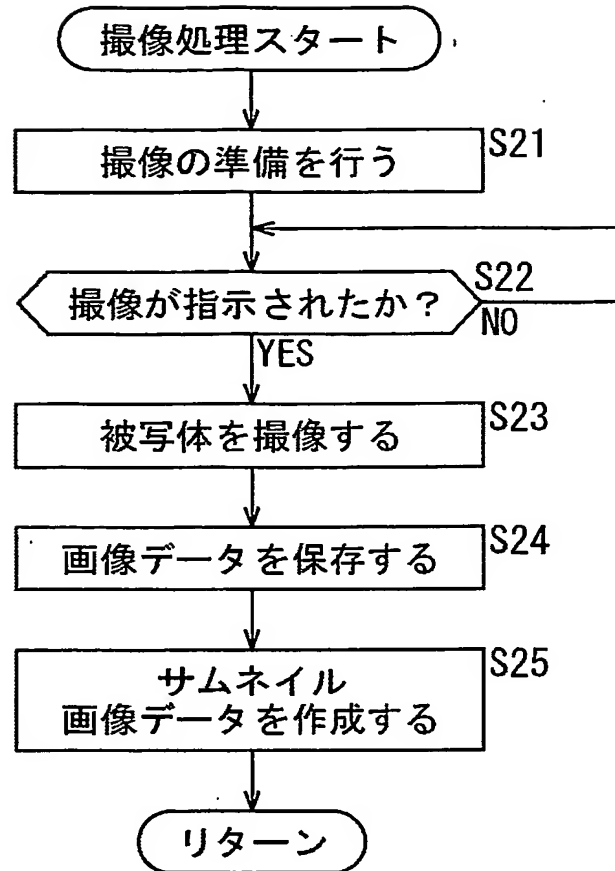 撮像処理スタート
撮像の準備を行う
S21
撮像が指示されたか？
S22
NO
YES
被写体を撮像する
S23
画像データを保存する
S24
サムネイル
画像データを作成する
S25
リターン